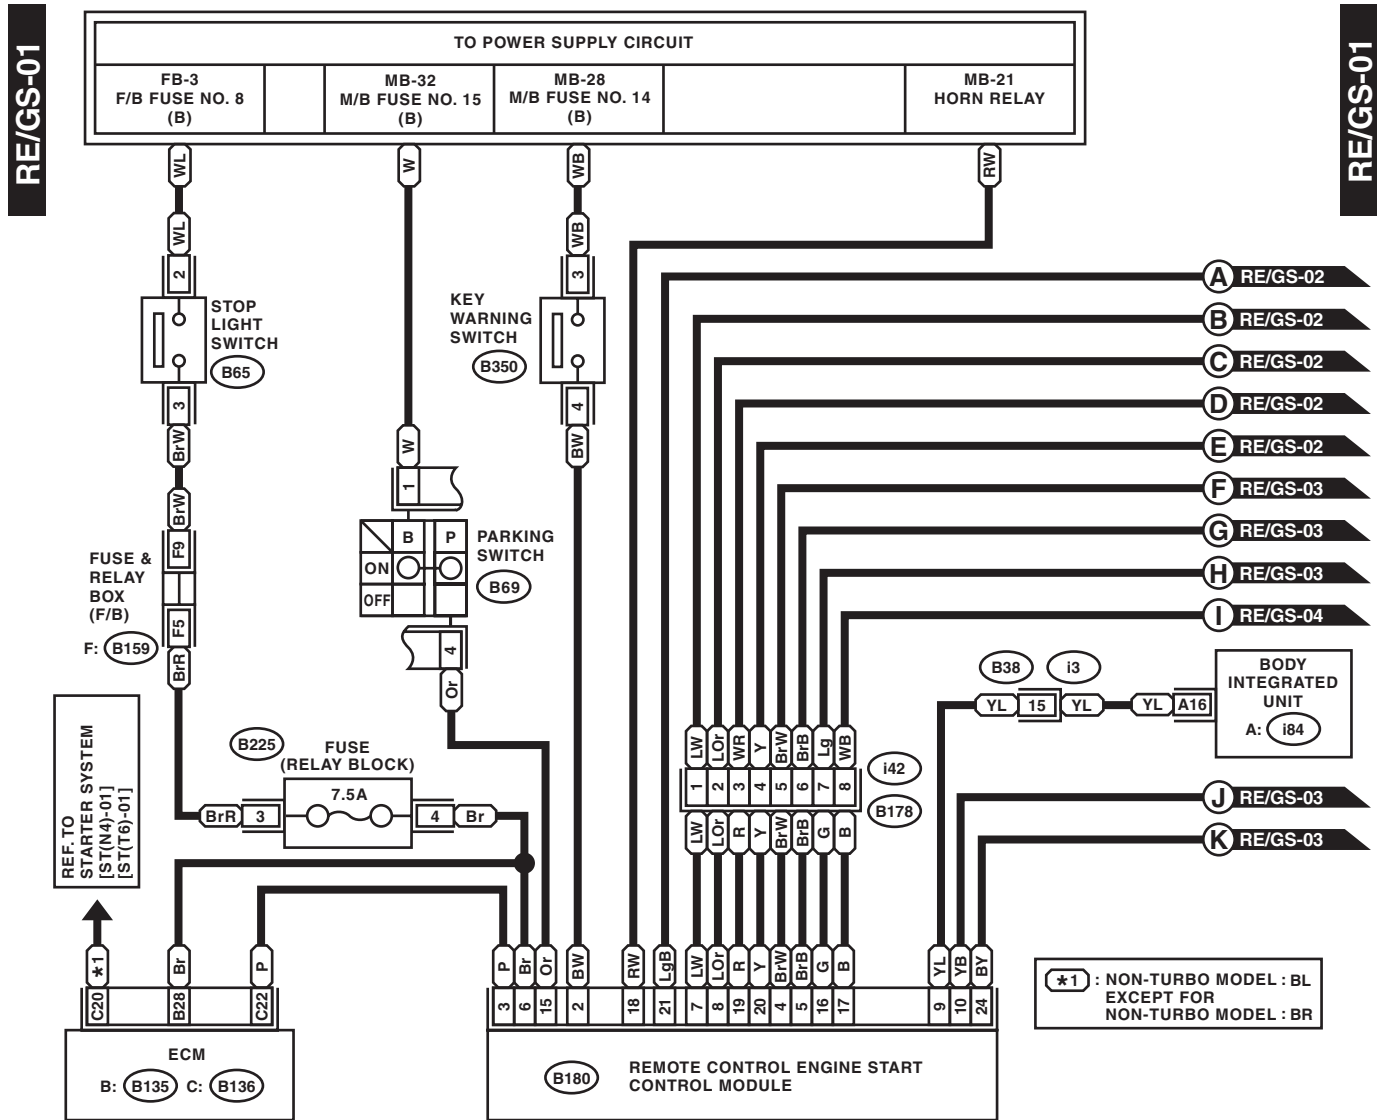 RE/GS-01
RE/GS-01
TO POWER SUPPLY CIRCUIT
FB-3
F/B FUSE NO. 8
(B)
MB-32
M/B FUSE NO. 15
(B)
MB-28
M/B FUSE NO. 14
(B)
MB-21
HORN RELAY
WL
W
WB
RW
WL
WB
2
3
STOP
LIGHT
SWITCH
B65
KEY
WARNING
SWITCH
B350
3
4
BrW
W
BW
BrW
1
A RE/GS-02
B RE/GS-02
C RE/GS-02
D RE/GS-02
E RE/GS-02
F RE/GS-03
G RE/GS-03
H RE/GS-03
I RE/GS-04
F9
F5
FUSE &
RELAY
BOX
(F/B)
F: B159
BrR
B P
ON
OFF
PARKING
SWITCH
B69
4
Or
B38 i3
YL 15 YL YL A16
BODY
INTEGRATED
UNIT
A: i84
REF. TO
STARTER SYSTEM
[ST(N4)-01]
[ST(T6)-01]
B225
FUSE
(RELAY BLOCK)
7.5A
BrR 3 4 Br
LW LOr WR Y BrW BrB Lg WB
1 2 3 4 5 6 7 8
i42
B178
LW LOr R Y BrW BrB G B
J RE/GS-03
K RE/GS-03
*1 Br P
C20 B28 C22
ECM
B: B135 C: B136
P Br Or BW RW LgB LW LOr R Y BrW BrB G B YL YB BY
3 6 15 2 18 21 7 8 19 20 4 5 16 17 9 10 24
B180
REMOTE CONTROL ENGINE START
CONTROL MODULE
*1 : NON-TURBO MODEL : BL
EXCEPT FOR
NON-TURBO MODEL : BR